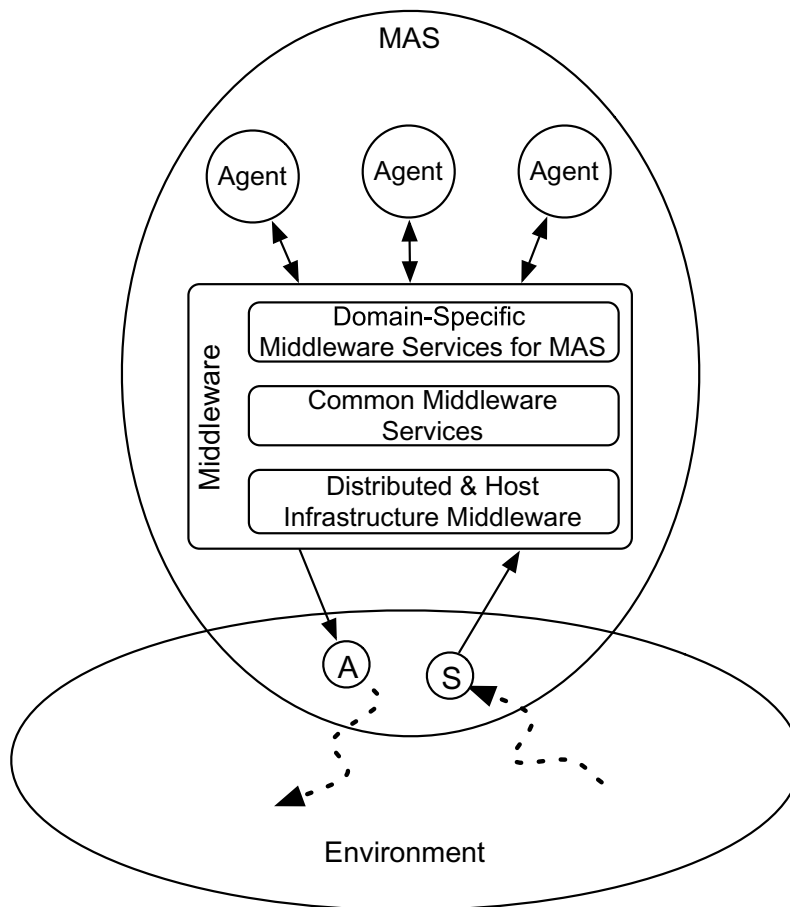 MAS
Agent
Agent
Agent
Middleware
Domain-Specific
Middleware Services for MAS
Common Middleware
Services
Distributed & Host
Infrastructure Middleware
A
S
Environment